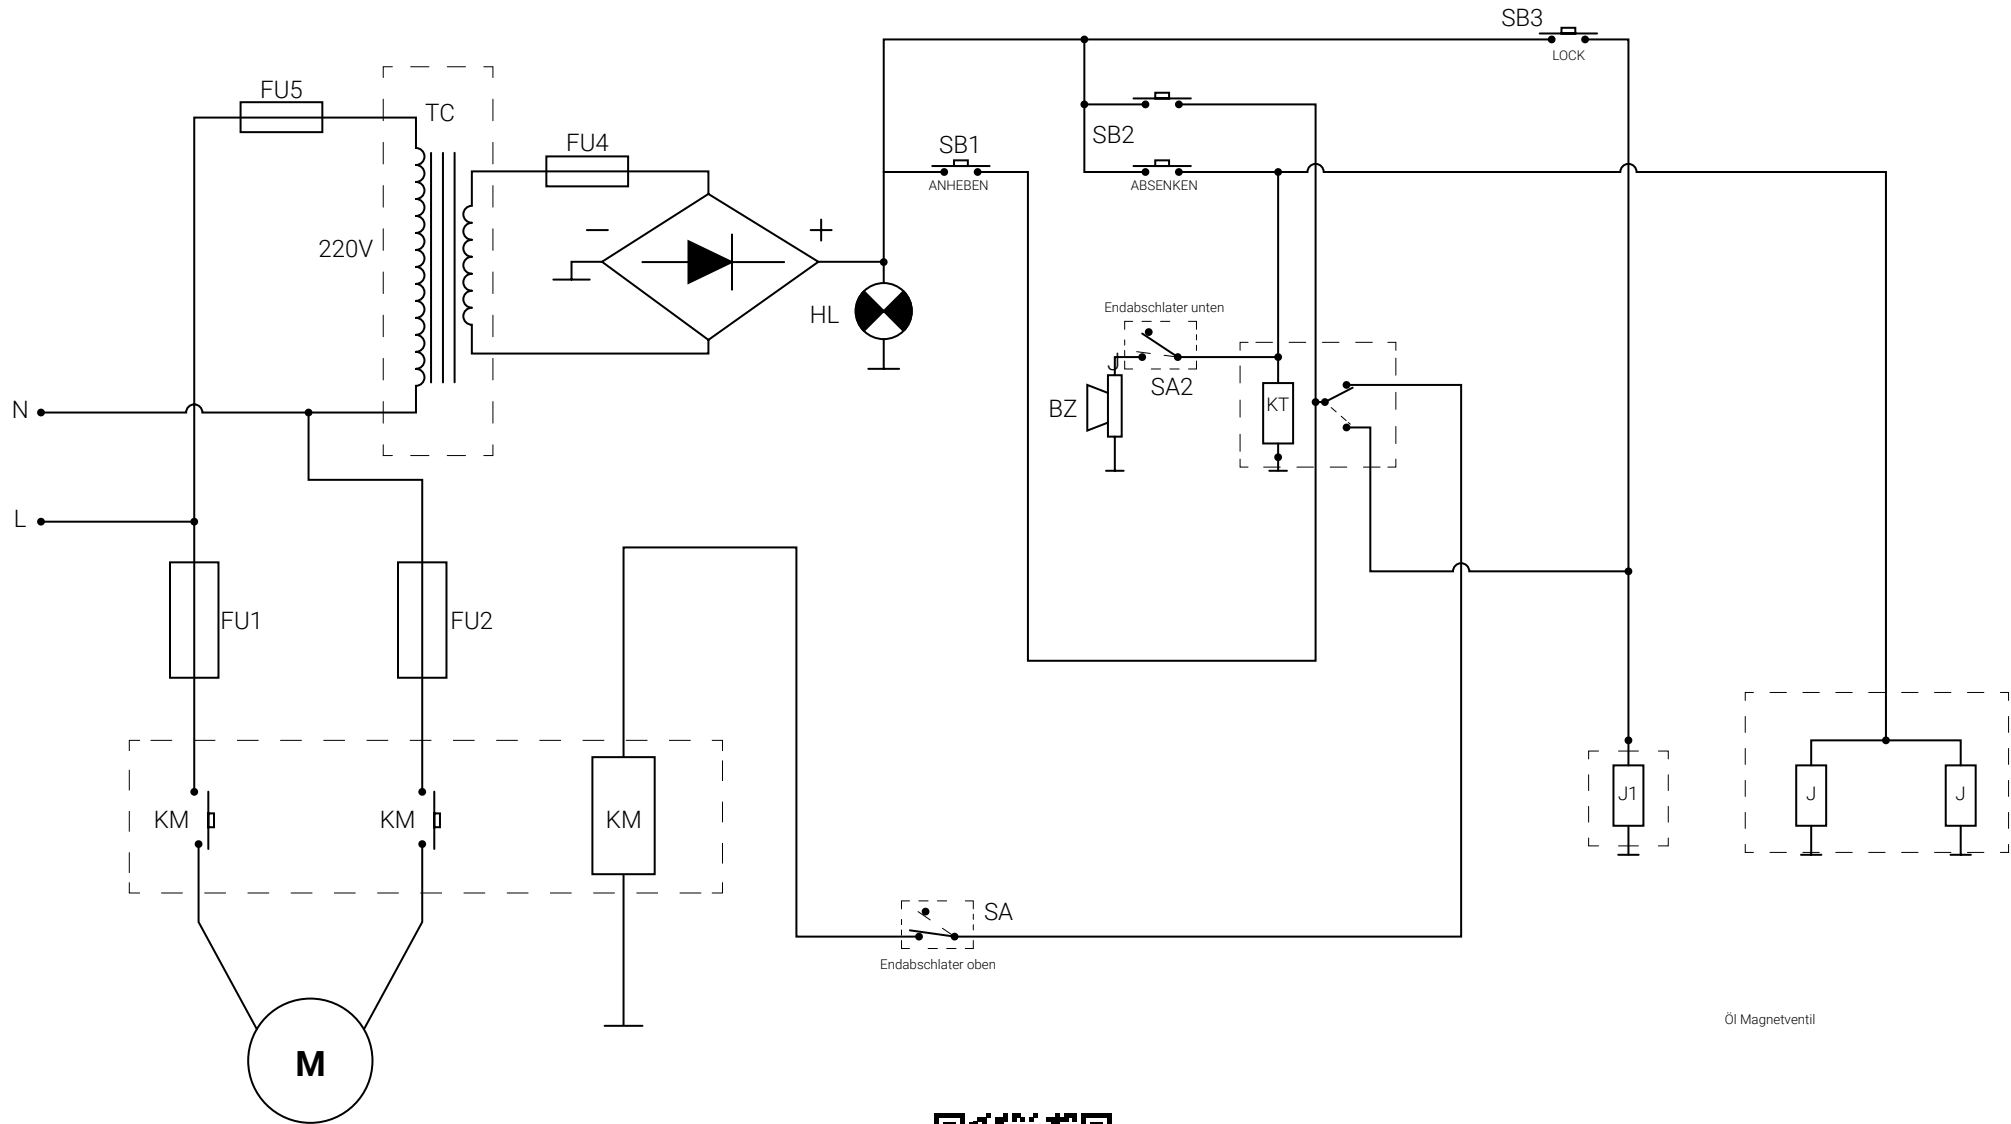 SB3
LOCK
FU5
TC
FU4
SB1
ANHEBEN
SB2
ABSENKEN
220V
−
+
HL
Endabschlater unten
SA2
J
BZ
KT
N
L
FU1
FU2
KM
KM
KM
J1
J
J
SA
Endabschlater oben
Öl Magnetventil
M